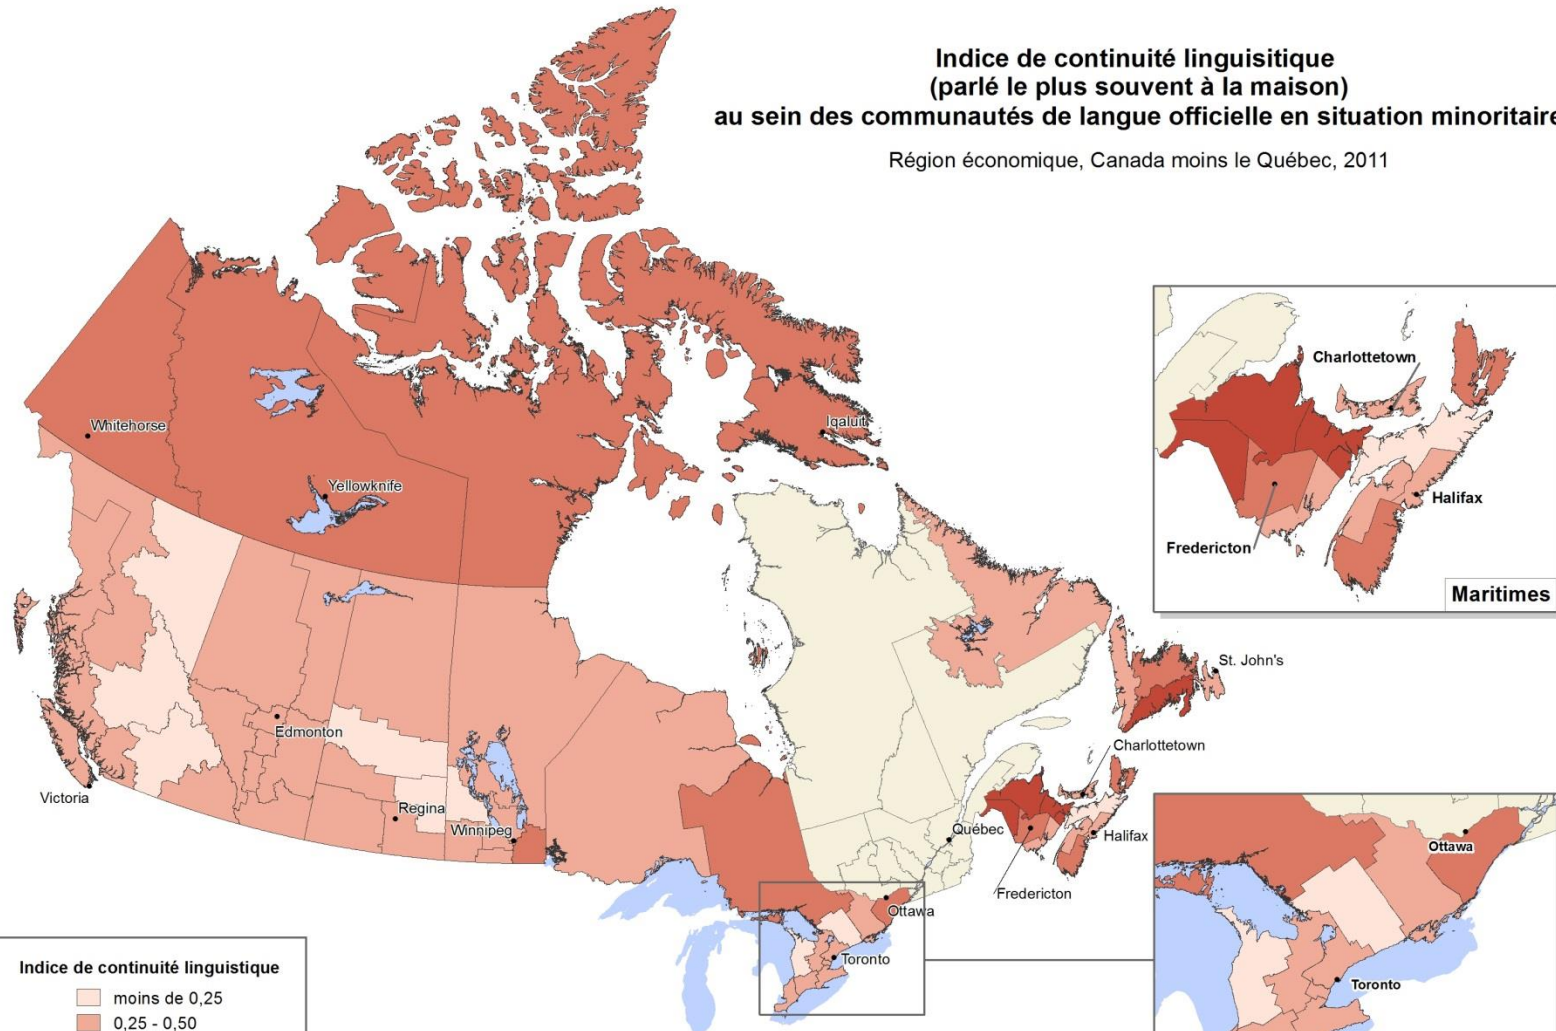 Indice de continuité linguisitique
(parlé le plus souvent à la maison)
au sein des communautés de langue officielle en situation minoritaire
Région économique, Canada moins le Québec, 2011
Whitehorse
Yellowknife
Iqaluit
Charlottetown
Halifax
Fredericton
Maritimes
St. John's
Edmonton
Victoria
Regina
Winnipeg
Charlottetown
Québec
Halifax
Fredericton
Ottawa
Toronto
Ottawa
Toronto
Indice de continuité linguistique
moins de 0,25
0,25 - 0,50